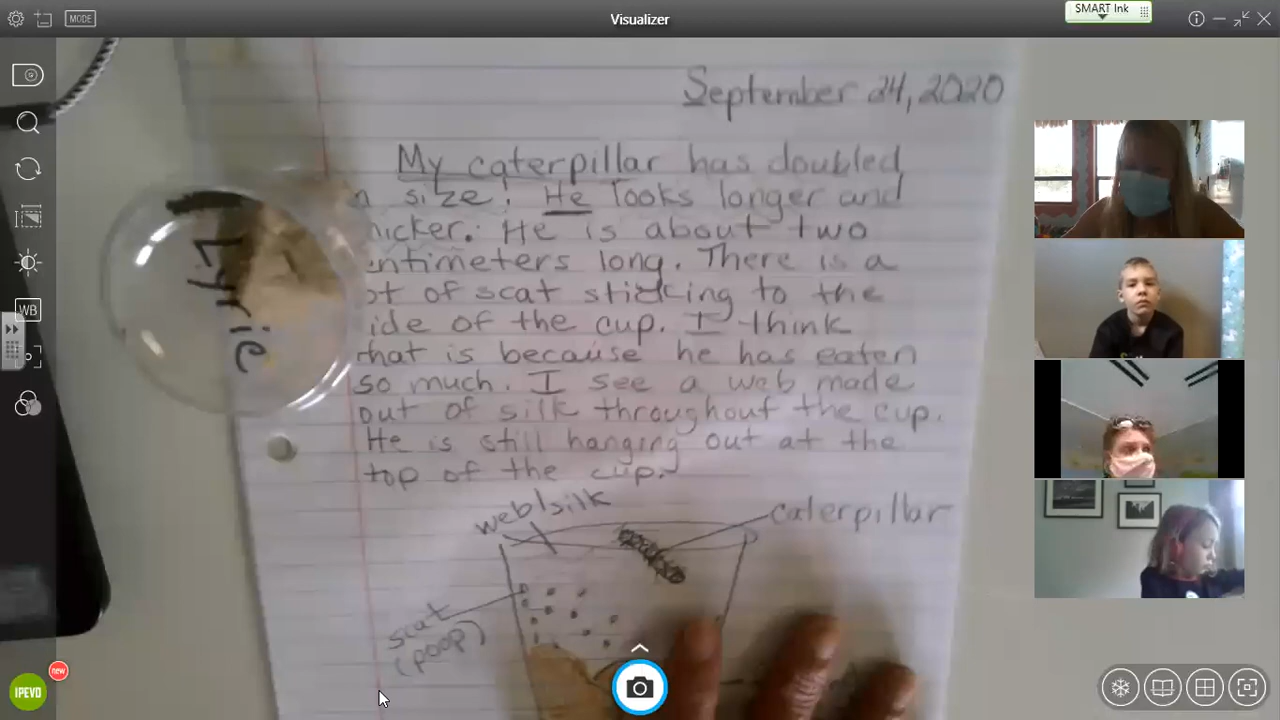 Visualizer
SMART Ink
MODE
September 24, 2020
My caterpillar has doubled
n size! He looks longer and
hicker. He is about two
entimeters long. There is a
ot of scat sticking to the
ide of the cup. I think
that is because he has eaten
so much. I see a web made
out of silk throughout the cup.
He is still hanging out at the
top of the cup.
web/silk
caterpillar
scat
(poop)
Lyric
WB
new
IPEVO